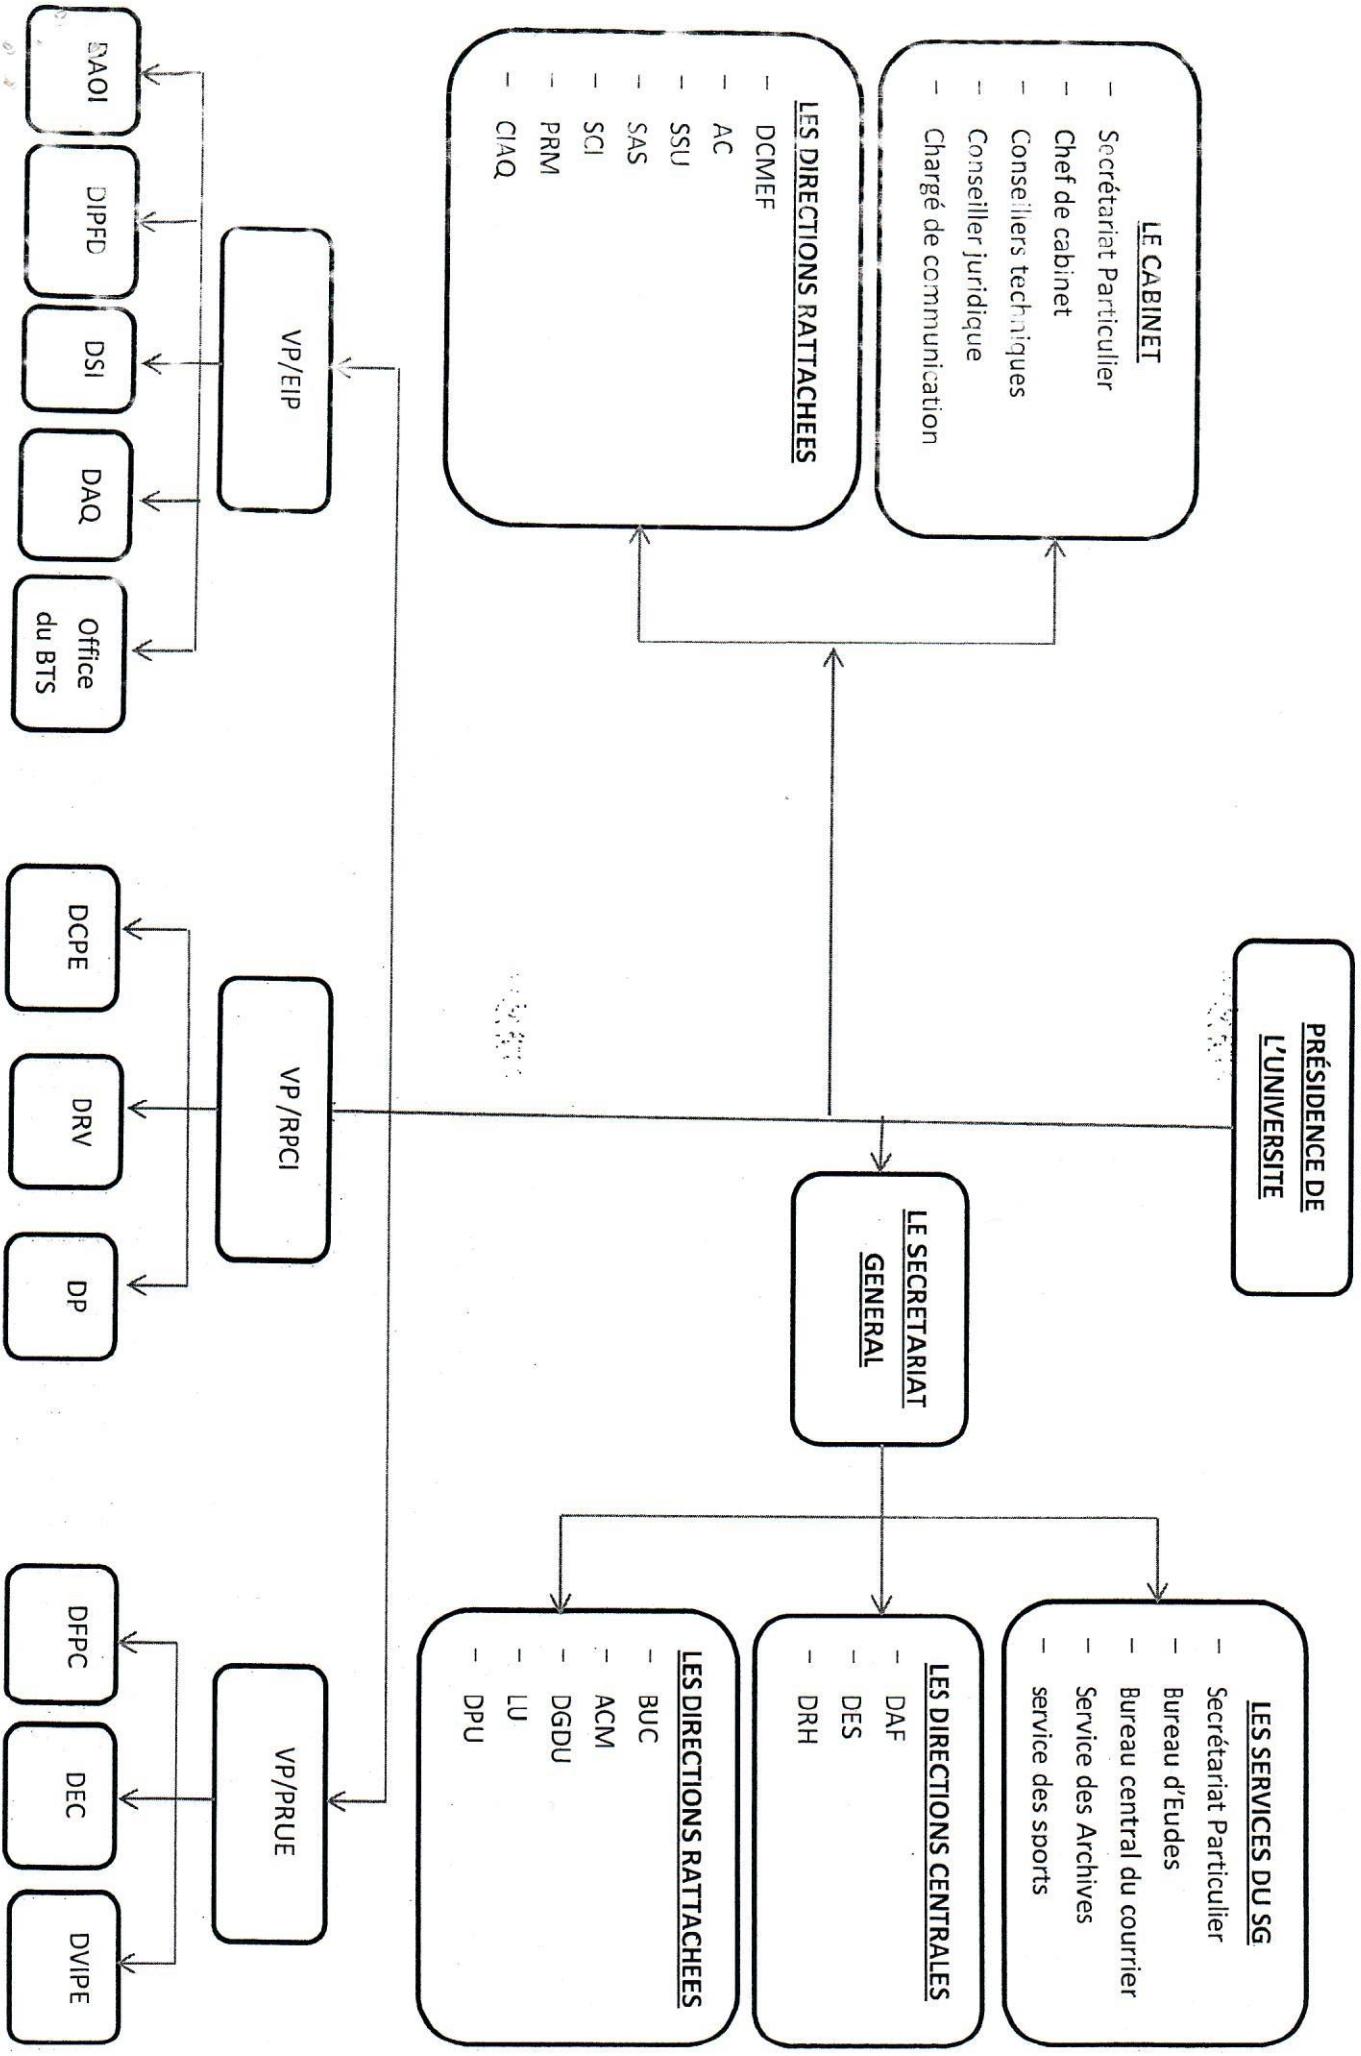 PRÉSIDENCE DE
L'UNIVERSITE
LE CABINET
– Secrétariat Particulier
– Chef de cabinet
– Conseillers techniques
– Conseiller juridique
– Chargé de communication
LES DIRECTIONS RATTACHEES
– DCMEF
– AC
– SSU
– SAS
– SCI
– PRM
– CIAQ
LE SECRETARIAT
GENERAL
LES SERVICES DU SG
– Secrétariat Particulier
– Bureau d'Eudes
– Bureau central du courrier
– Service des Archives
– service des sports
LES DIRECTIONS CENTRALES
– DAF
– DES
– DRH
LES DIRECTIONS RATTACHEES
– BUC
– ACM
– DGDU
– LU
– DPU
VP/EIP
VP/RPCI
VP/PRUE
DAOI
DIPFD
DSI
DAQ
Office
du BTS
DCPE
DRV
DP
DFPC
DEC
DVIPE